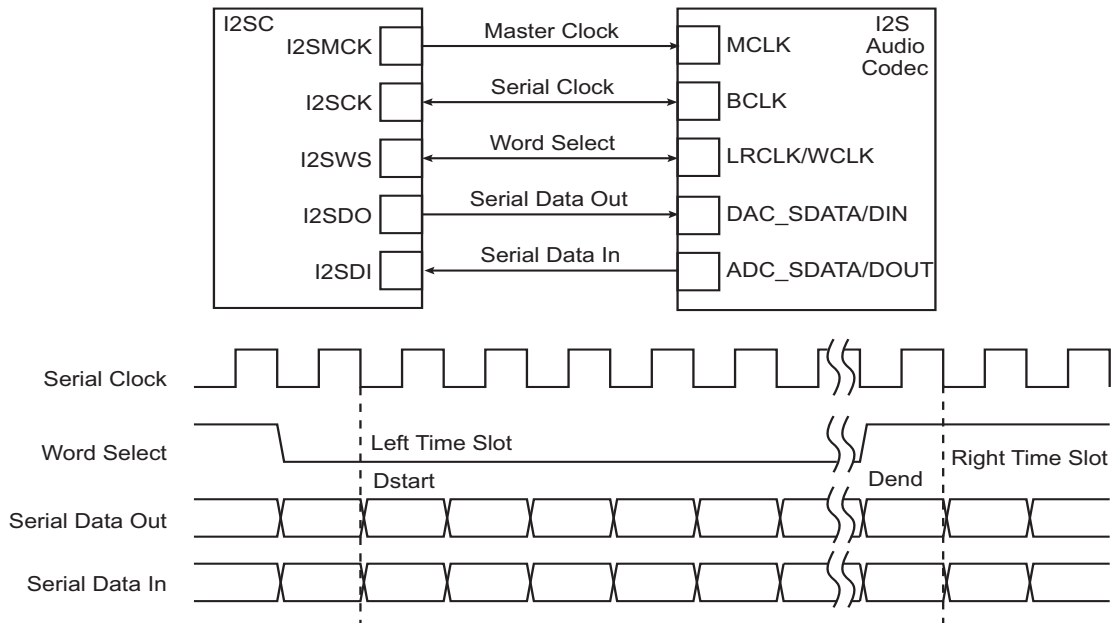 I2SC
I2S
Audio
Codec
I2SMCK
Master Clock
MCLK
I2SCK
Serial Clock
BCLK
I2SWS
Word Select
LRCLK/WCLK
I2SDO
Serial Data Out
DAC_SDATA/DIN
I2SDI
Serial Data In
ADC_SDATA/DOUT
Serial Clock
Word Select
Left Time Slot
Right Time Slot
Dstart
Dend
Serial Data Out
Serial Data In